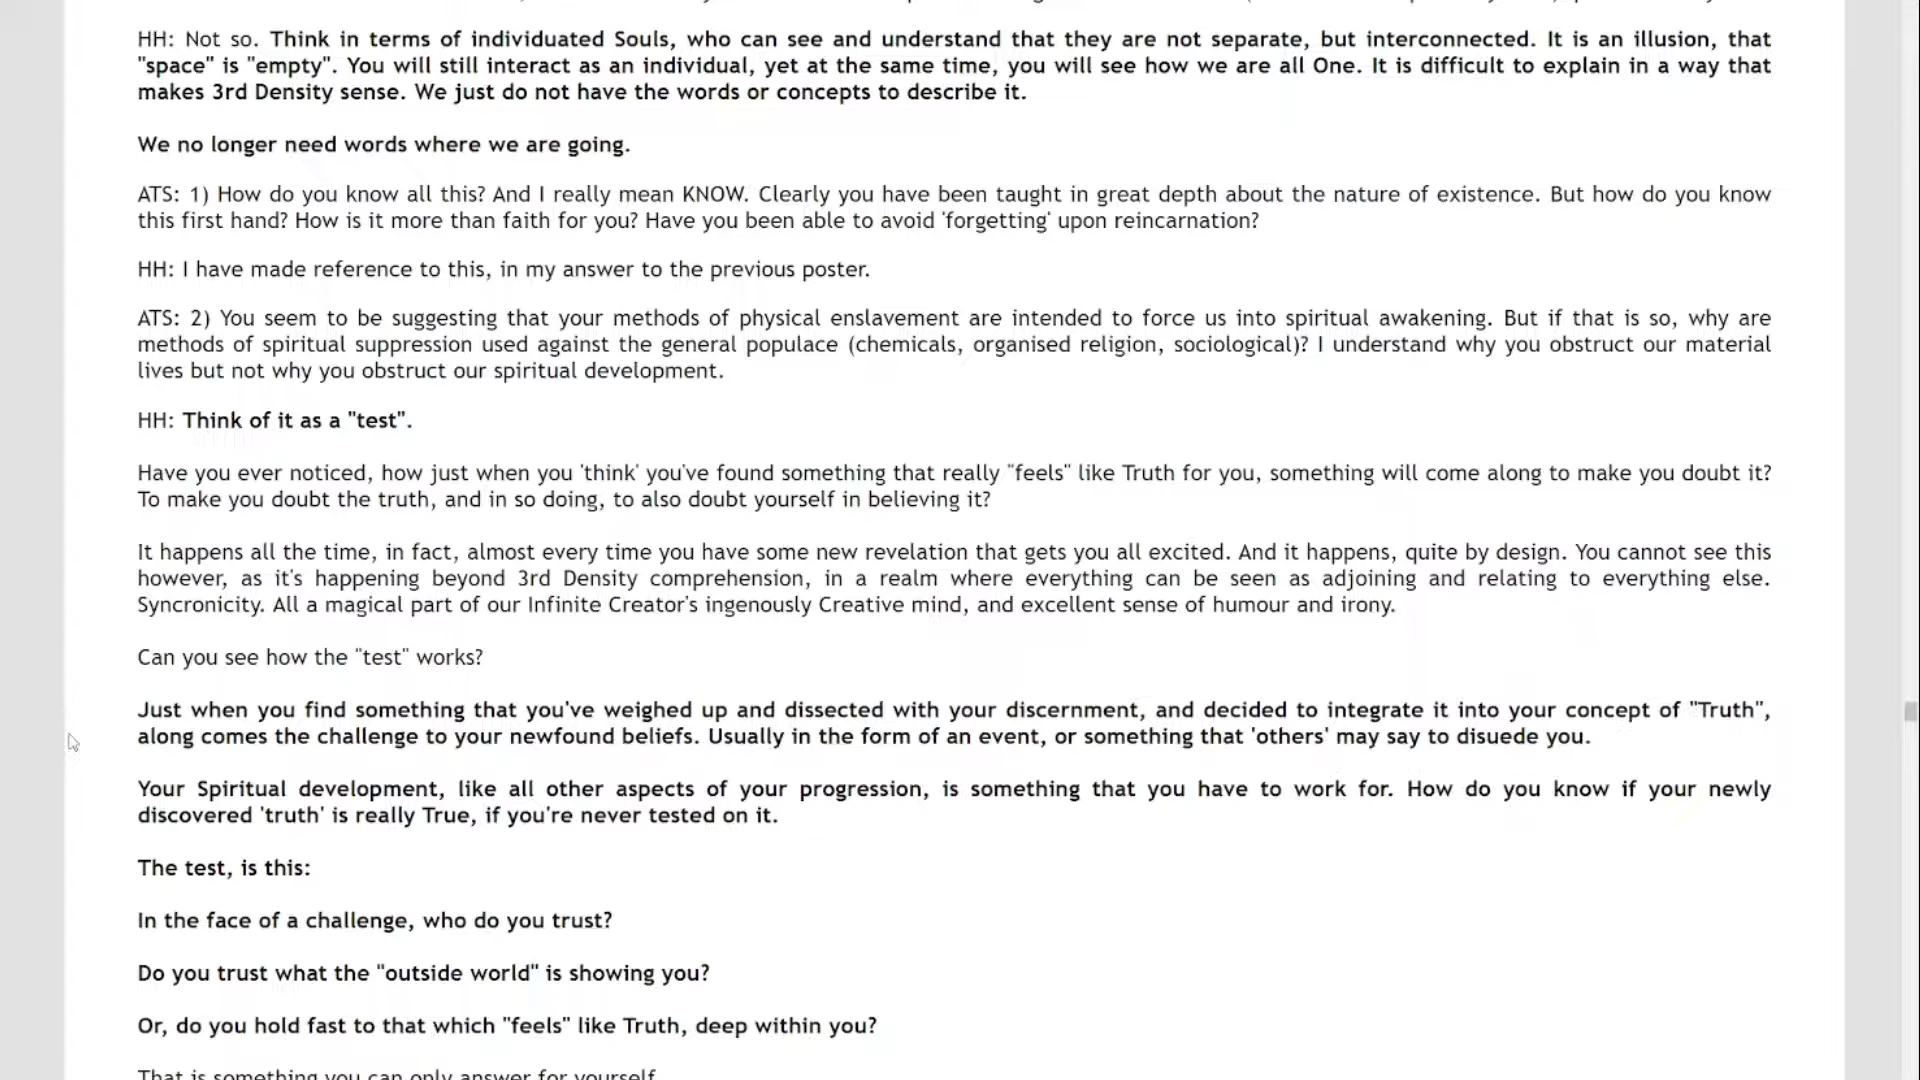 HH: Not so. Think in terms of individuated Souls, who can see and understand that they are not separate, but interconnected. It is an illusion, that
"space" is "empty". You will still interact as an individual, yet at the same time, you will see how we are all One. It is difficult to explain in a way that
makes 3rd Density sense. We just do not have the words or concepts to describe it.
We no longer need words where we are going.
ATS: 1) How do you know all this? And I really mean KNOW. Clearly you have been taught in great depth about the nature of existence. But how do you know
this first hand? How is it more than faith for you? Have you been able to avoid 'forgetting' upon reincarnation?
HH: I have made reference to this, in my answer to the previous poster.
ATS: 2) You seem to be suggesting that your methods of physical enslavement are intended to force us into spiritual awakening. But if that is so, why are
methods of spiritual suppression used against the general populace (chemicals, organised religion, sociological)? I understand why you obstruct our material
lives but not why you obstruct our spiritual development.
HH: Think of it as a "test".
Have you ever noticed, how just when you 'think' you've found something that really "feels" like Truth for you, something will come along to make you doubt it?
To make you doubt the truth, and in so doing, to also doubt yourself in believing it?
It happens all the time, in fact, almost every time you have some new revelation that gets you all excited. And it happens, quite by design. You cannot see this
however, as it's happening beyond 3rd Density comprehension, in a realm where everything can be seen as adjoining and relating to everything else.
Syncronicity. All a magical part of our Infinite Creator's ingenously Creative mind, and excellent sense of humour and irony.
Can you see how the "test" works?
Just when you find something that you've weighed up and dissected with your discernment, and decided to integrate it into your concept of "Truth",
along comes the challenge to your newfound beliefs. Usually in the form of an event, or something that 'others' may say to disuede you.
Your Spiritual development, like all other aspects of your progression, is something that you have to work for. How do you know if your newly
discovered 'truth' is really True, if you're never tested on it.
The test, is this:
In the face of a challenge, who do you trust?
Do you trust what the "outside world" is showing you?
Or, do you hold fast to that which "feels" like Truth, deep within you?
That is something you can only answer for yourself.